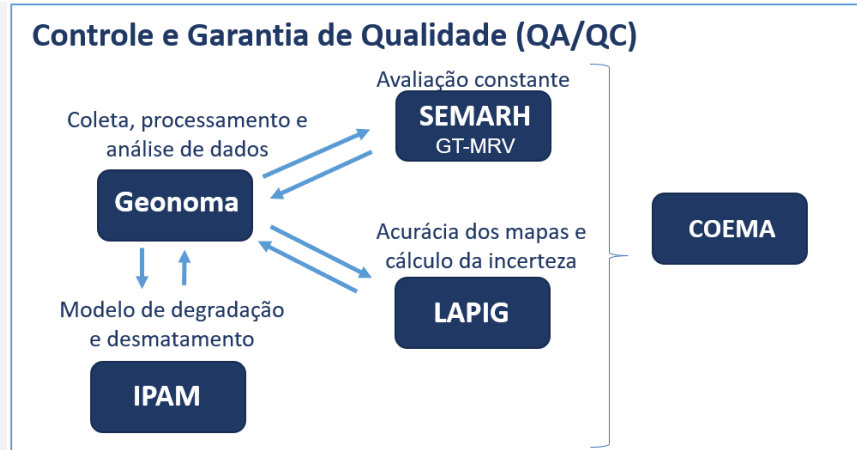 Controle e Garantia de Qualidade (QA/QC)
Avaliação constante
SEMARH
GT-MRV
Coleta, processamento e
análise de dados
Geonoma
Acurácia dos mapas e
cálculo da incerteza
LAPIG
Modelo de degradação
e desmatamento
IPAM
COEMA